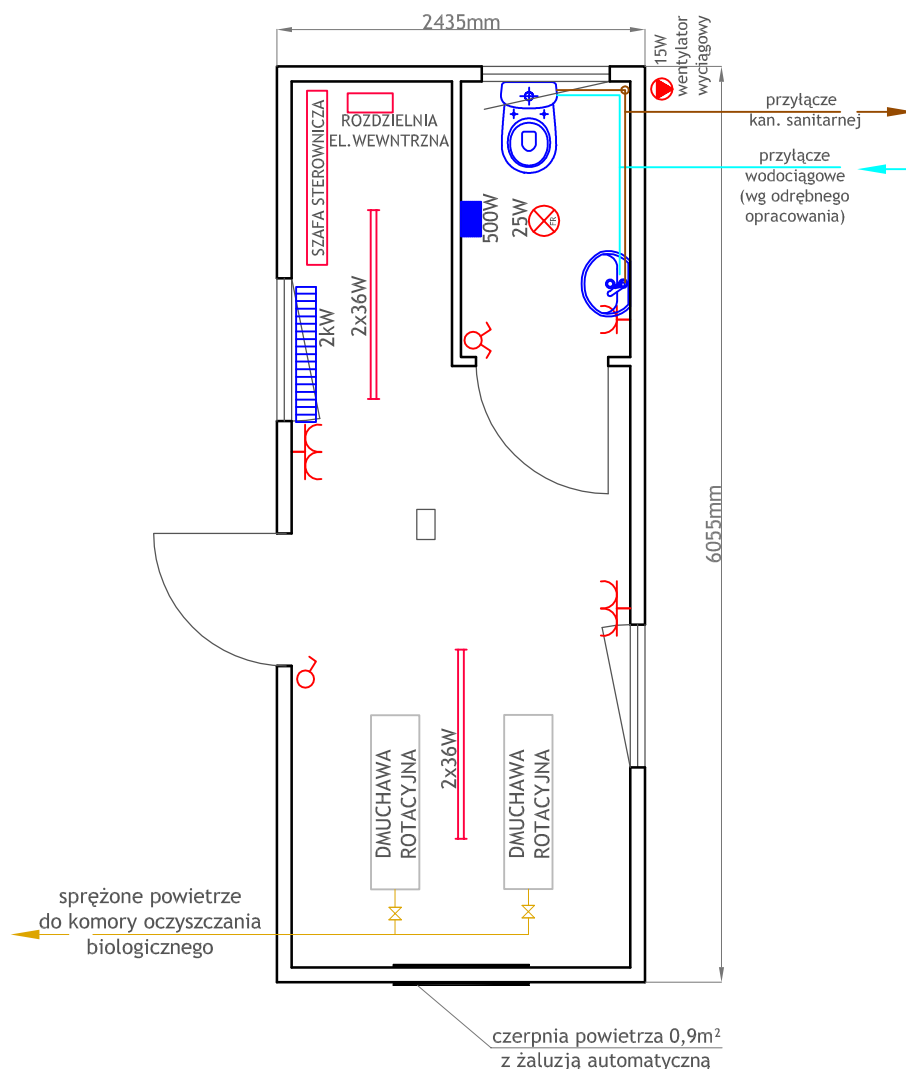 2435mm
15W
wentylator
wyciągowy
przyłącze
kan. sanitarnej
przyłącze
wodociągowe
(wg odrębnego
opracowania)
ROZDZIELNIA
EL.WEWNTRZNA
SZAFA STEROWNICZA
500W
25W
FR
2x36W
2kW
6055mm
2x36W
DMUCHAWA
ROTACYJNA
DMUCHAWA
ROTACYJNA
sprężone powietrze
do komory oczyszczania
biologicznego
czerpnia powietrza 0,9m²
z żaluzją automatyczną